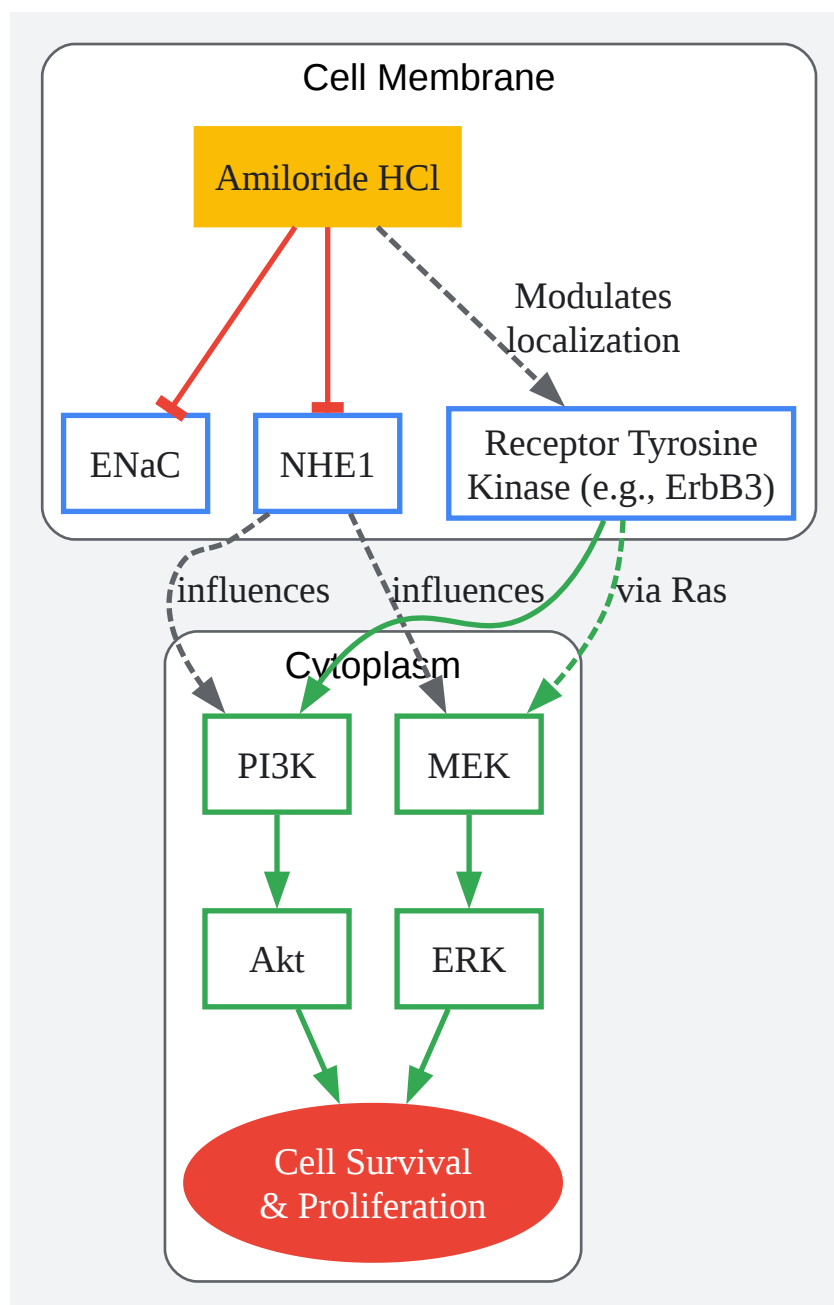 Cell Membrane
Amiloride HCl
Modulates
localization
ENaC
NHE1
Receptor Tyrosine
Kinase (e.g., ErbB3)
influences
influences
via Ras
Cytoplasm
PI3K
MEK
Akt
ERK
Cell Survival
& Proliferation